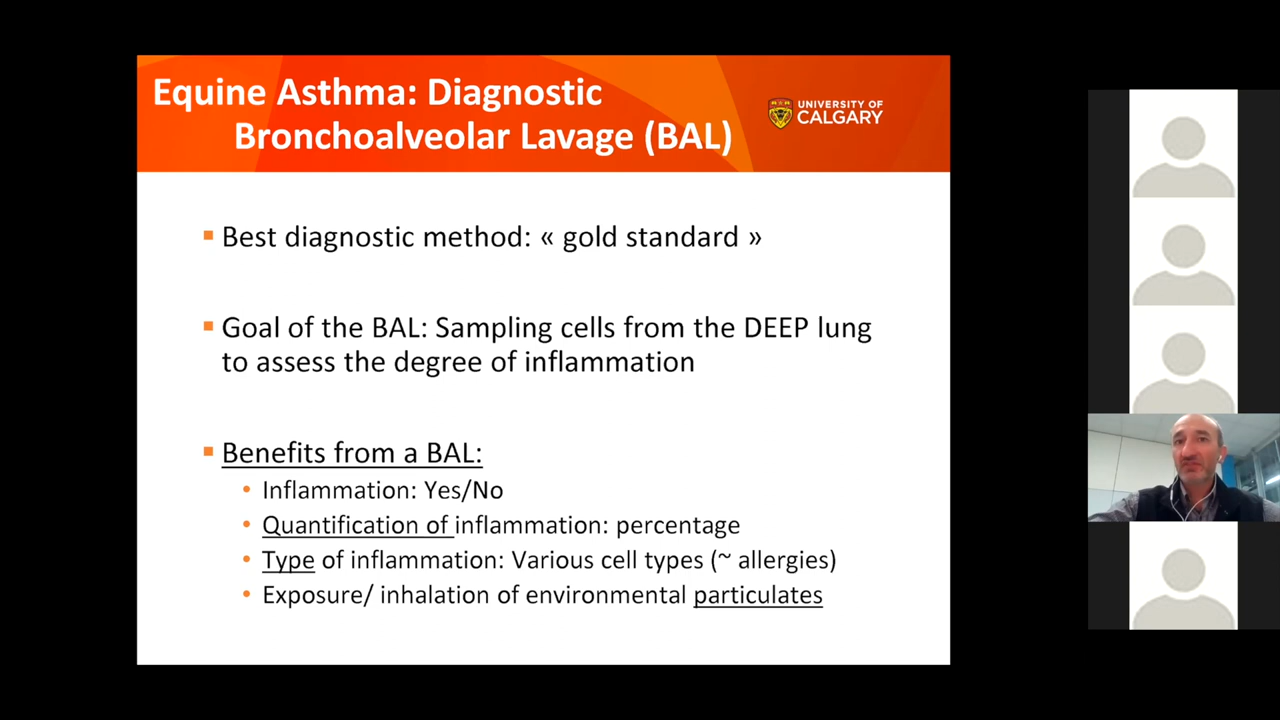 Equine Asthma: Diagnostic
Bronchoalveolar Lavage (BAL)
UNIVERSITY OF
CALGARY
▪ Best diagnostic method: « gold standard »
▪ Goal of the BAL: Sampling cells from the DEEP lung
to assess the degree of inflammation
▪ Benefits from a BAL:
• Inflammation: Yes/No
• Quantification of inflammation: percentage
• Type of inflammation: Various cell types (~ allergies)
• Exposure/ inhalation of environmental particulates